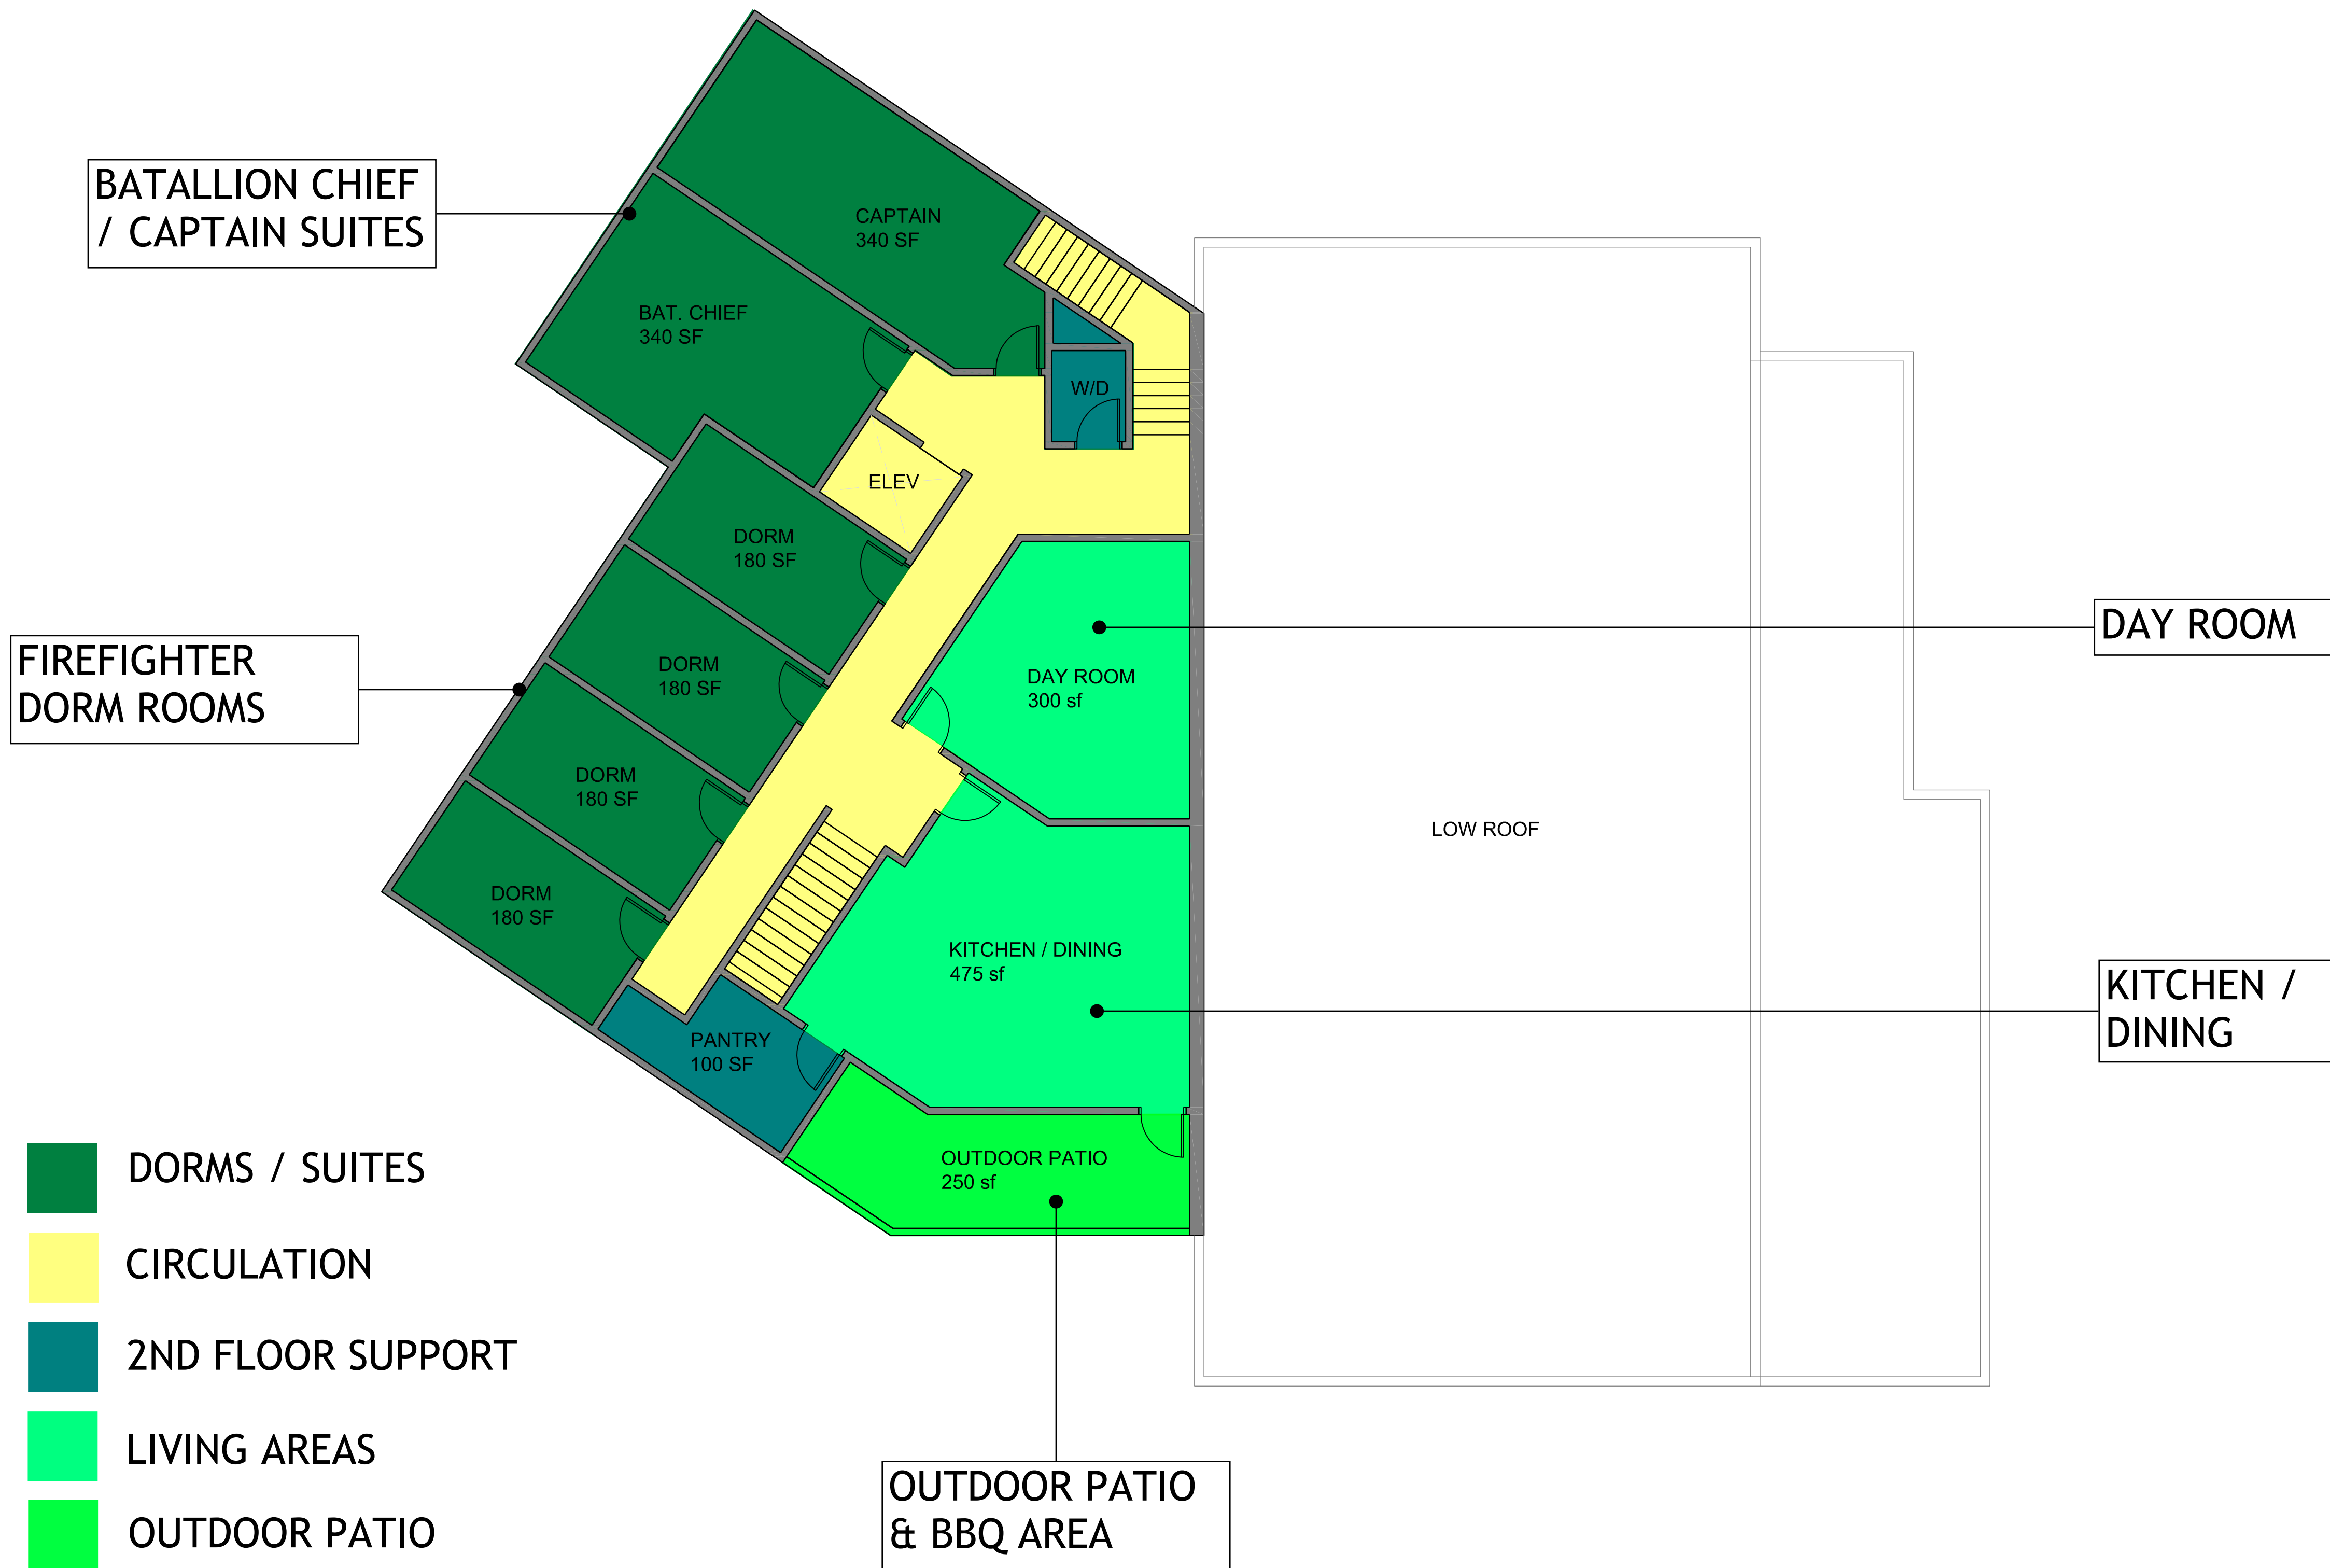 BATALLION CHIEF
/ CAPTAIN SUITES
CAPTAIN
340 SF
BAT. CHIEF
340 SF
W/D
ELEV
DORM
180 SF
DORM
180 SF
DORM
180 SF
DORM
180 SF
FIREFIGHTER
DORM ROOMS
DAY ROOM
DAY ROOM
300 sf
LOW ROOF
KITCHEN / DINING
475 sf
KITCHEN /
DINING
PANTRY
100 SF
OUTDOOR PATIO
250 sf
DORMS / SUITES
CIRCULATION
2ND FLOOR SUPPORT
LIVING AREAS
OUTDOOR PATIO
OUTDOOR PATIO
& BBQ AREA